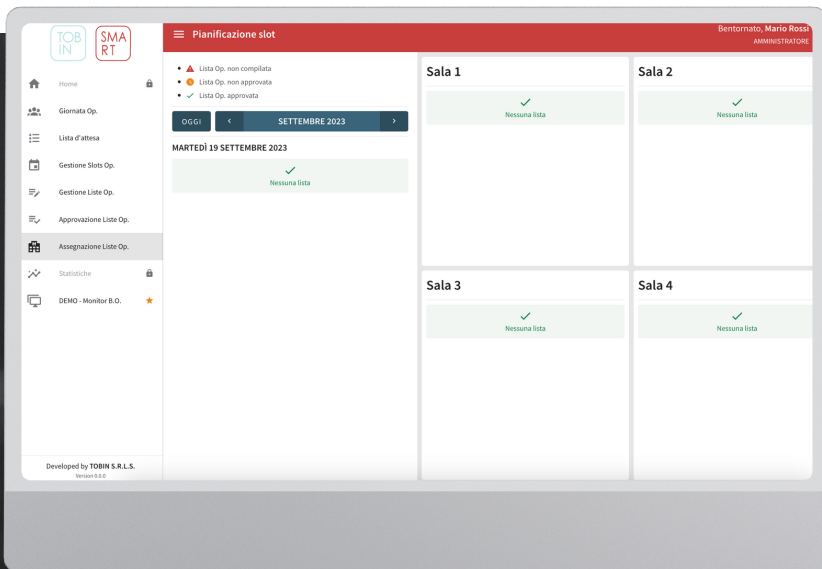 TOB
IN
SMA
RT
Home
Giornata Op.
Lista d'attesa
Gestione Slots Op.
Gestione Liste Op.
Approvazione Liste Op.
Assegnazione Liste Op.
Statistiche
DEMO - Monitor B.O.
Developed by TOBIN S.R.L.S.
Version 0.0.0
Pianificazione slot
Bentornato, Mario Rossi
AMMINISTRATORE
Lista Op. non compilata
Lista Op. non approvata
Lista Op. approvata
OGGI
SETTEMBRE 2023
MARTEDÌ 19 SETTEMBRE 2023
Nessuna lista
Sala 1
Nessuna lista
Sala 2
Nessuna lista
Sala 3
Nessuna lista
Sala 4
Nessuna lista